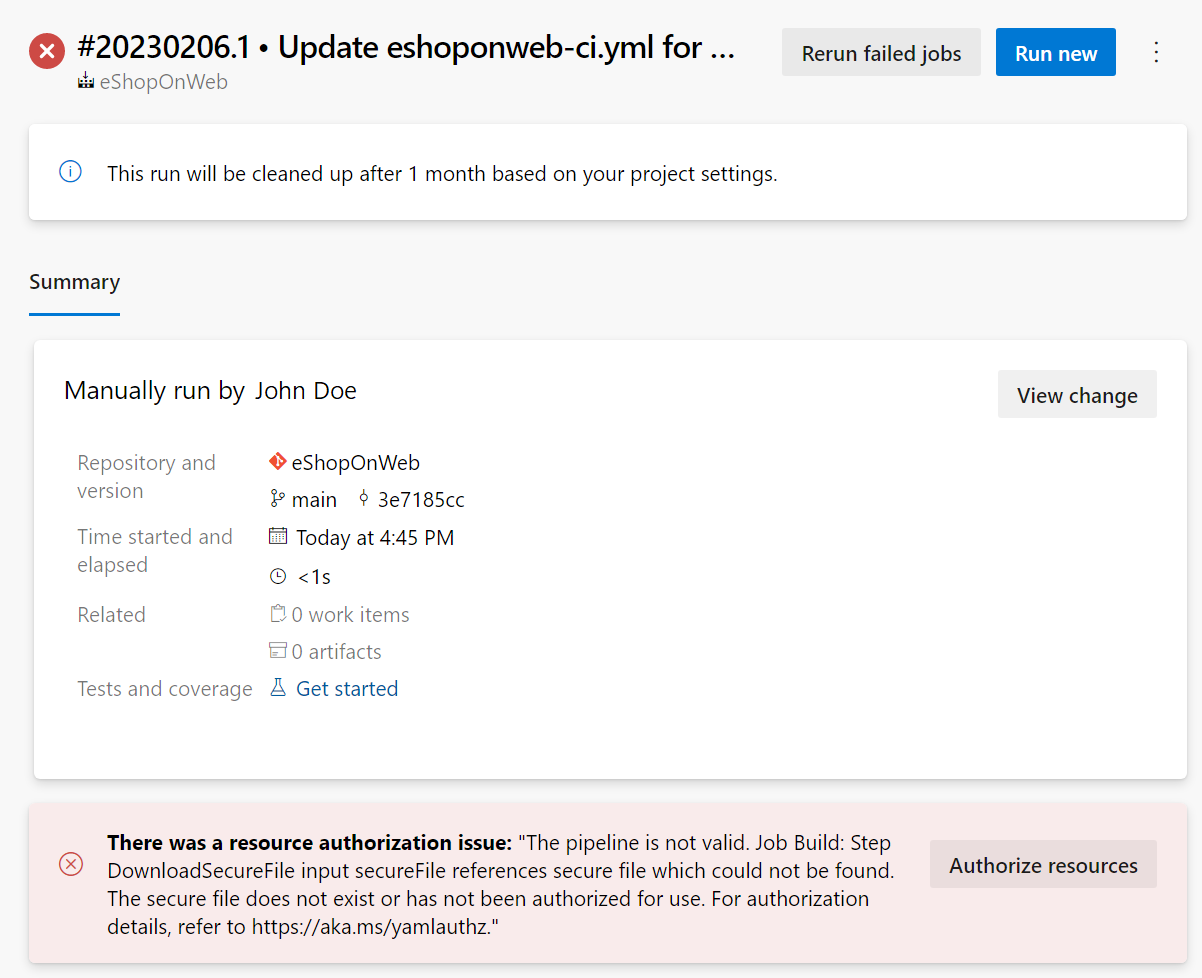 #20230206.1 • Update eshoponweb-ci.yml for ...
Rerun failed jobs
Run new
eShopOnWeb
This run will be cleaned up after 1 month based on your project settings.
Summary
Manually run by John Doe
View change
Repository and
version
eShopOnWeb
main 3e7185cc
Time started and
elapsed
Today at 4:45 PM
<1s
Related
0 work items
0 artifacts
Tests and coverage
Get started
There was a resource authorization issue: "The pipeline is not valid. Job Build: Step
DownloadSecureFile input secureFile references secure file which could not be found.
The secure file does not exist or has not been authorized for use. For authorization
details, refer to https://aka.ms/yamlauthz."
Authorize resources